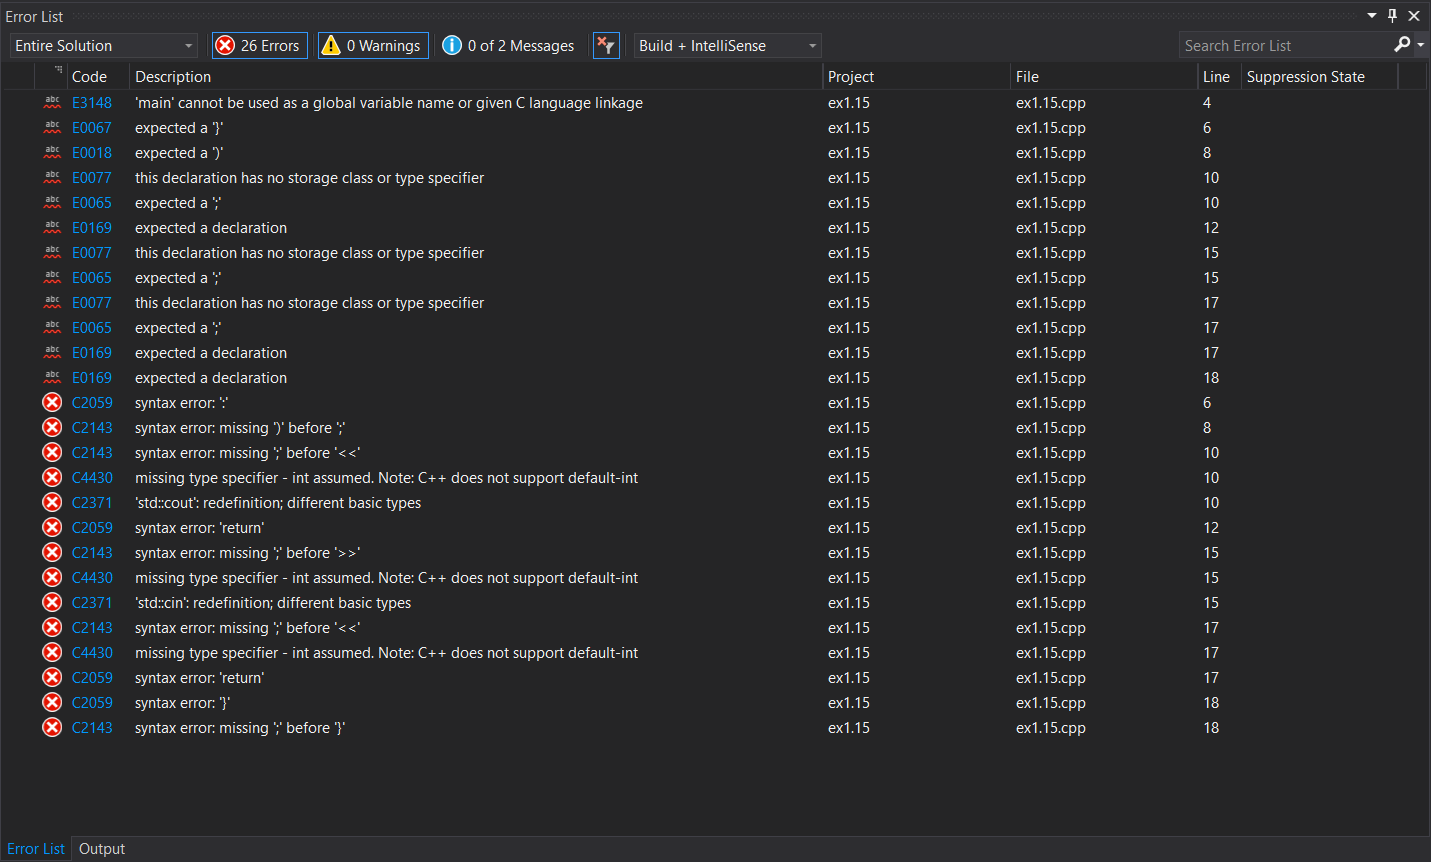 Error List
Entire Solution 26 Errors 0 Warnings 0 of 2 Messages Build + IntelliSense Search Error List
Code Description Project File Line Suppression State
abc E3148 'main' cannot be used as a global variable name or given C language linkage ex1.15 ex1.15.cpp 4
abc E0067 expected a '}' ex1.15 ex1.15.cpp 6
abc E0018 expected a ')' ex1.15 ex1.15.cpp 8
abc E0077 this declaration has no storage class or type specifier ex1.15 ex1.15.cpp 10
abc E0065 expected a ';' ex1.15 ex1.15.cpp 10
abc E0169 expected a declaration ex1.15 ex1.15.cpp 12
abc E0077 this declaration has no storage class or type specifier ex1.15 ex1.15.cpp 15
abc E0065 expected a ';' ex1.15 ex1.15.cpp 15
abc E0077 this declaration has no storage class or type specifier ex1.15 ex1.15.cpp 17
abc E0065 expected a ';' ex1.15 ex1.15.cpp 17
abc E0169 expected a declaration ex1.15 ex1.15.cpp 17
abc E0169 expected a declaration ex1.15 ex1.15.cpp 18
C2059 syntax error: ':' ex1.15 ex1.15.cpp 6
C2143 syntax error: missing ')' before ';' ex1.15 ex1.15.cpp 8
C2143 syntax error: missing ';' before '<<' ex1.15 ex1.15.cpp 10
C4430 missing type specifier - int assumed. Note: C++ does not support default-int ex1.15 ex1.15.cpp 10
C2371 'std::cout': redefinition; different basic types ex1.15 ex1.15.cpp 10
C2059 syntax error: 'return' ex1.15 ex1.15.cpp 12
C2143 syntax error: missing ';' before '>>' ex1.15 ex1.15.cpp 15
C4430 missing type specifier - int assumed. Note: C++ does not support default-int ex1.15 ex1.15.cpp 15
C2371 'std::cin': redefinition; different basic types ex1.15 ex1.15.cpp 15
C2143 syntax error: missing ';' before '<<' ex1.15 ex1.15.cpp 17
C4430 missing type specifier - int assumed. Note: C++ does not support default-int ex1.15 ex1.15.cpp 17
C2059 syntax error: 'return' ex1.15 ex1.15.cpp 17
C2059 syntax error: '}' ex1.15 ex1.15.cpp 18
C2143 syntax error: missing ';' before '}' ex1.15 ex1.15.cpp 18
Error List Output